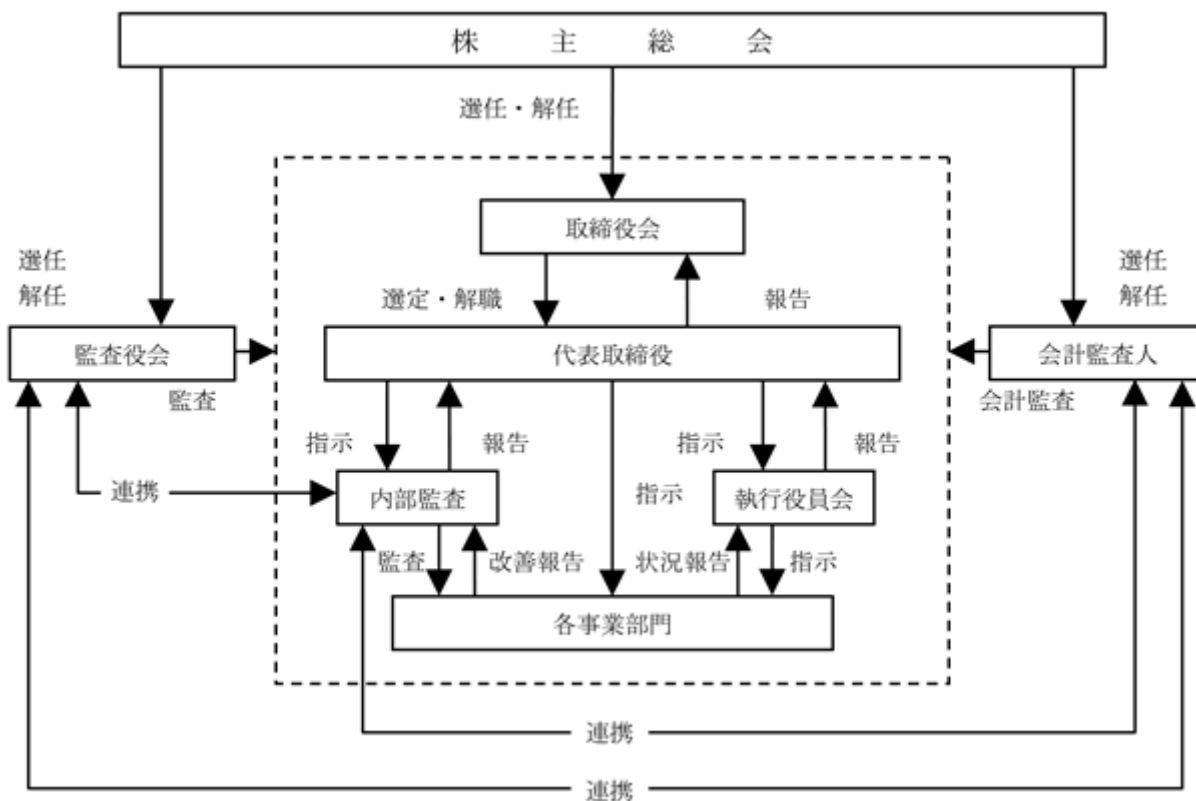 株主総会
選任・解任
取締役会
選任
解任
選定・解職
報告
選任
解任
監査役会
代表取締役
会計監査人
監査
会計監査
指示
報告
指示
報告
連携
内部監査
指示
執行役員会
監査
改善報告
状況報告
指示
各事業部門
連携
連携